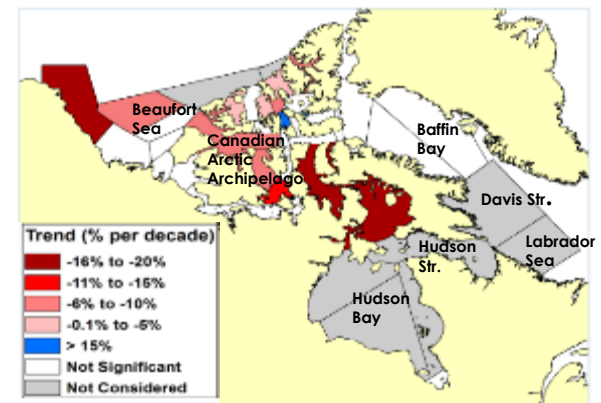 Beaufort
Sea
Canadian
Arctic
Archipelago
Baffin
Bay
Davis Str.
Labrador
Sea
Hudson
Str.
Hudson
Bay
Trend (% per decade)
-16% to -20%
-11% to -15%
-6% to -10%
-0.1% to -5%
> 15%
Not Significant
Not Considered